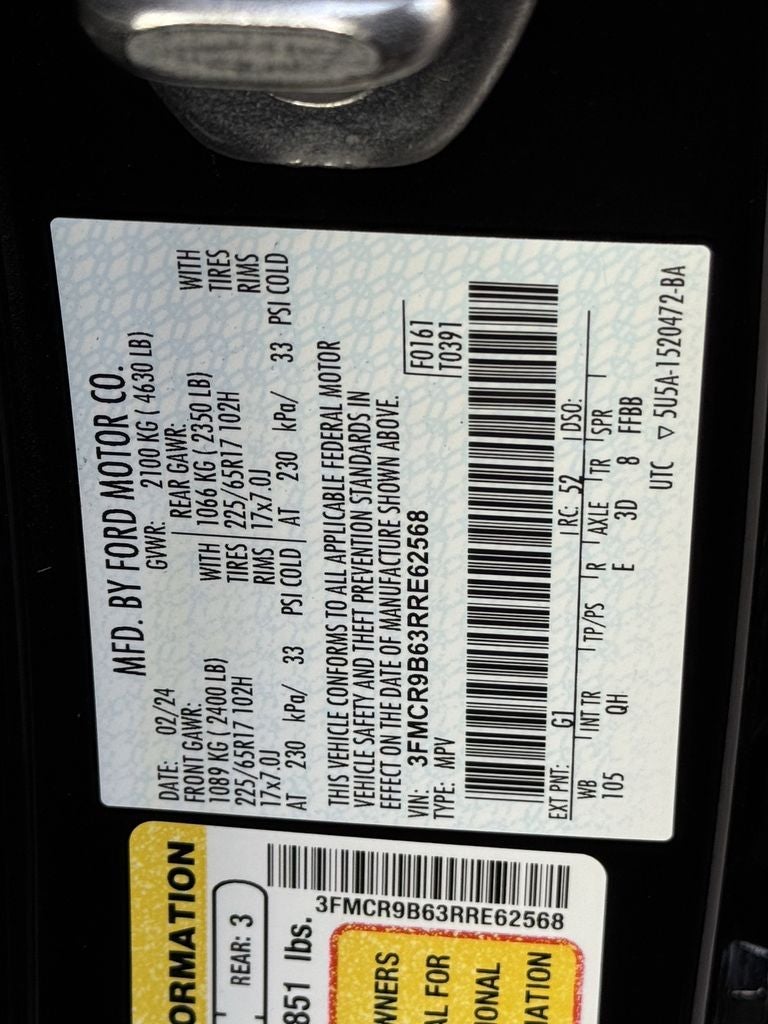 MFD. BY FORD MOTOR CO.
DATE: 02/24 GVWR: 2100 KG ( 4630 LB)
FRONT GAWR: REAR GAWR:
1089 KG ( 2400 LB) WITH 1066 KG ( 2350 LB) WITH
225/65R17 102H TIRES 225/65R17 102H TIRES
17x7.0J RIMS 17x7.0J RIMS
AT 230 kPa/ 33 PSI COLD AT 230 kPa/ 33 PSI COLD
THIS VEHICLE CONFORMS TO ALL APPLICABLE FEDERAL MOTOR
VEHICLE SAFETY AND THEFT PREVENTION STANDARDS IN
EFFECT ON THE DATE OF MANUFACTURE SHOWN ABOVE.
VIN: 3FMCR9B63RRE62568 F0161
TYPE: MPV T0391
EXT PNT: G1 RC: 52 DSO:
WB INT TR TP/PS R AXLE TR SPR
105 QH E 3D 8 FFBB
UTC ▽ 5U5A-1520472-BA
ORMATION
REAR: 3
851 lbs.
3FMCR9B63RRE62568
WNERS
AL FOR
IONAL
ATION